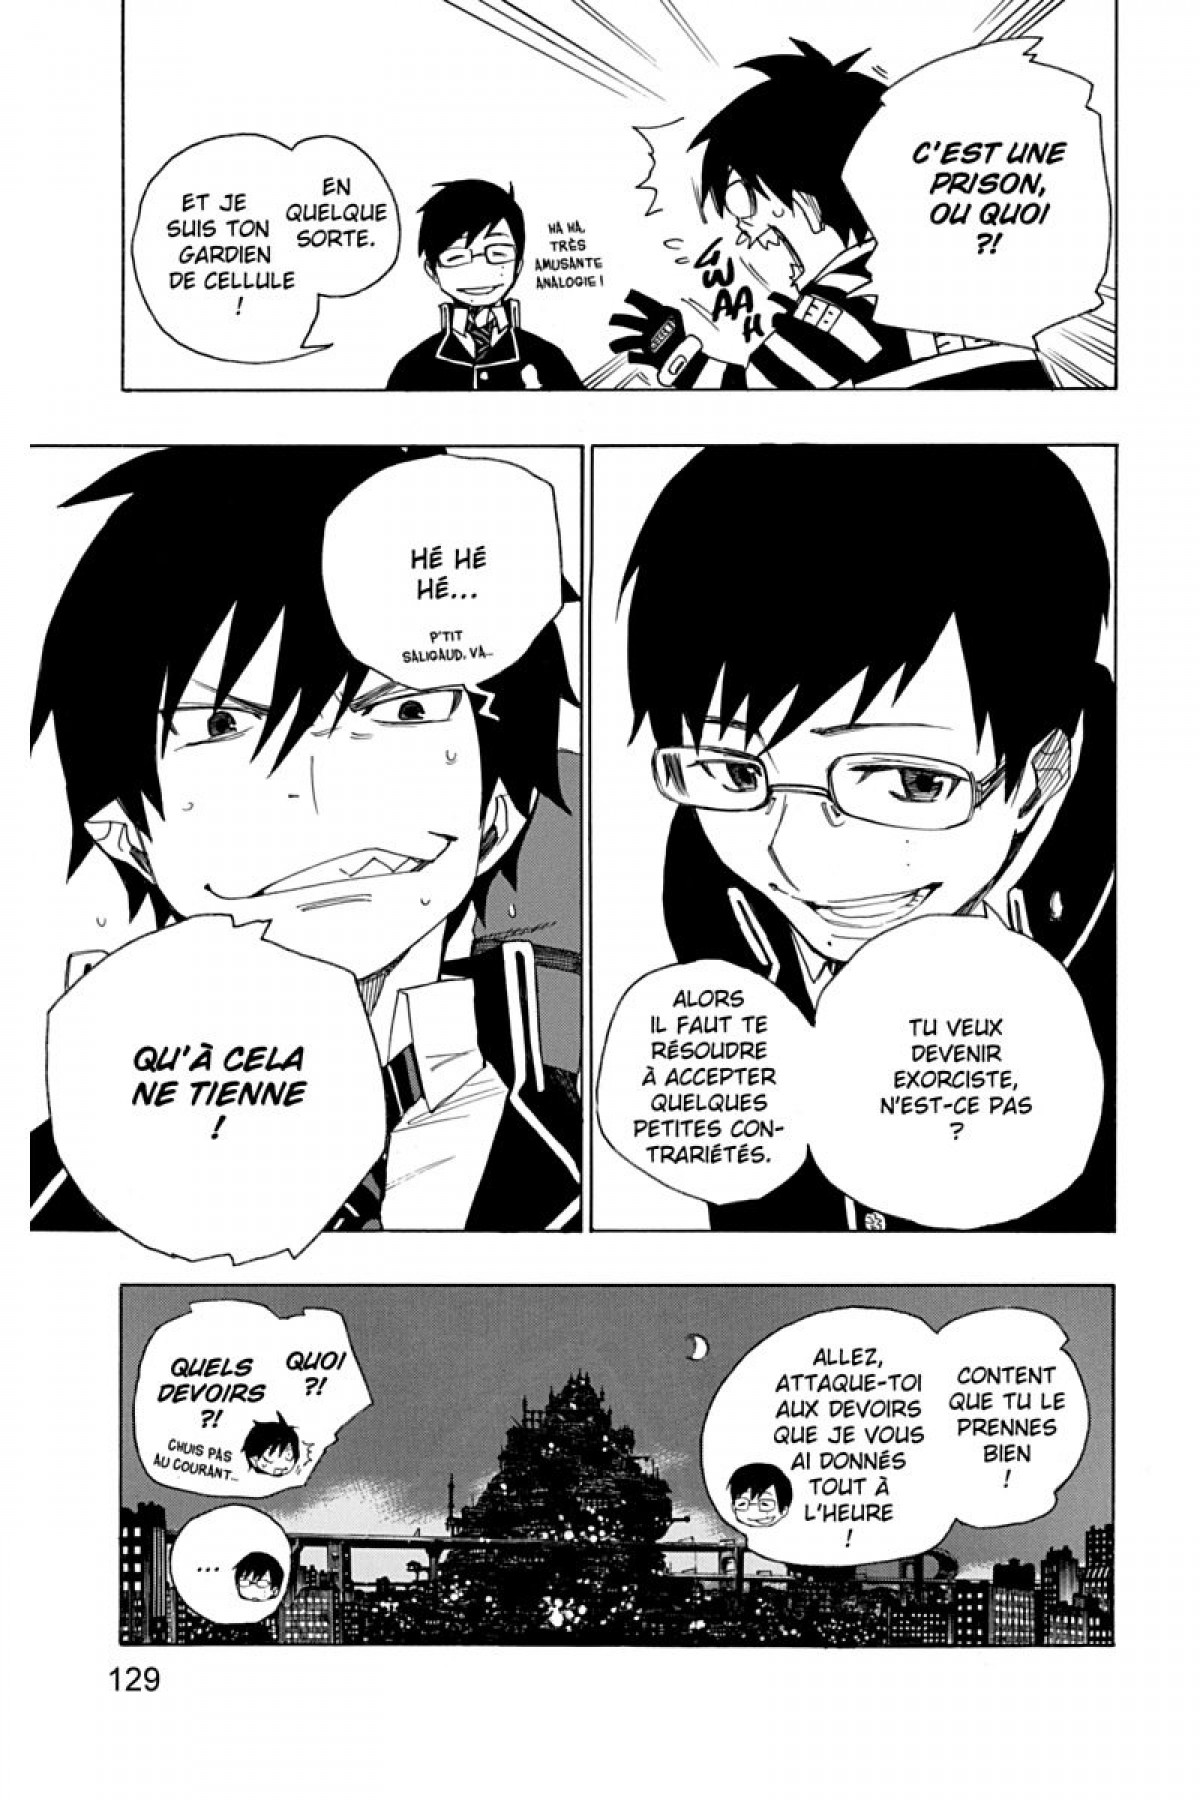 C'EST UNE
PRISON,
OU QUOI
?!
GWAAH
HA HA,
TRÈS
AMUSANTE
ANALOGIE !
EN
QUELQUE
SORTE.
ET JE
SUIS TON
GARDIEN
DE CELLULE
!
TU VEUX
DEVENIR
EXORCISTE,
N'EST-CE PAS
?
ALORS
IL FAUT TE
RÉSOUDRE
À ACCEPTER
QUELQUES
PETITES CON-
TRARIÉTÉS.
HÉ HÉ
HÉ...
P'TIT
SALIGAUD, VA...
QU'À CELA
NE TIENNE
!
CONTENT
QUE TU LE
PRENNES
BIEN
!
ALLEZ,
ATTAQUE-TOI
AUX DEVOIRS
QUE JE VOUS
AI DONNÉS
TOUT À
L'HEURE
!
QUOI
?!
QUELS
DEVOIRS
?!
CHUIS PAS
AU COURANT...
...
129